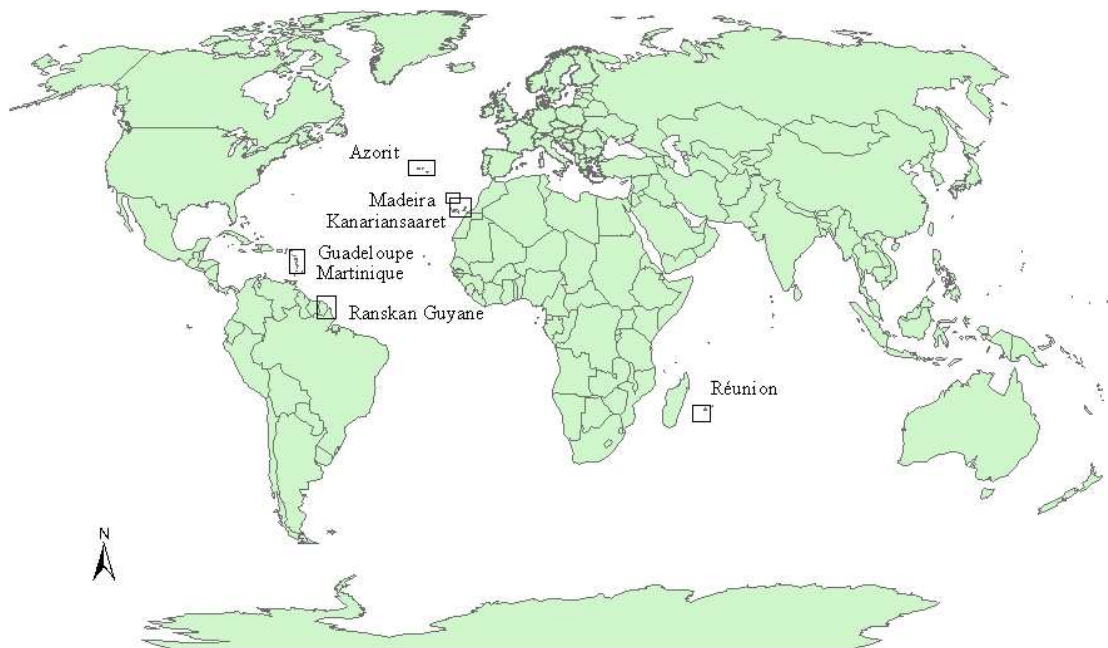 Azorit
Madeira
Kanariansaaret
Guadeloupe
Martinique
Ranskan Guyane
Réunion
N